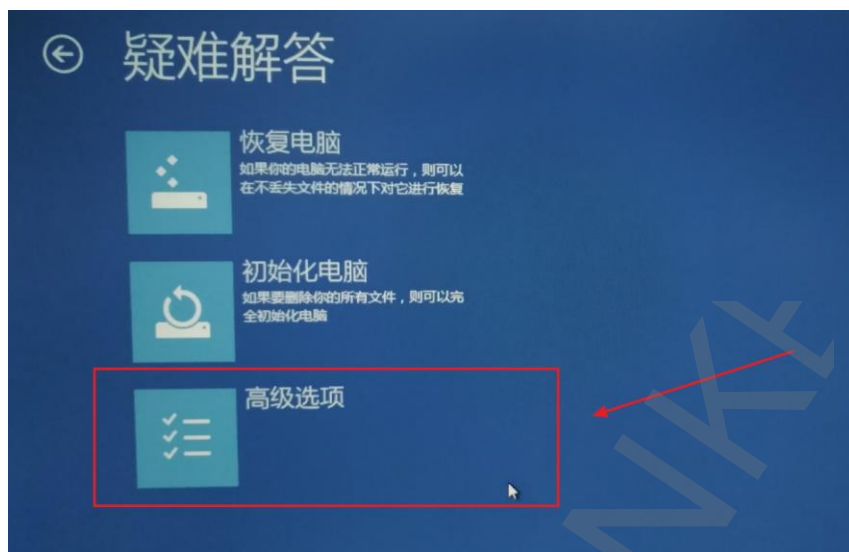 疑难解答
恢复电脑
如果你的电脑无法正常运行，则可以
在不丢失文件的情况下对它进行恢复
初始化电脑
如果要删除你的所有文件，则可以完
全初始化电脑
高级选项